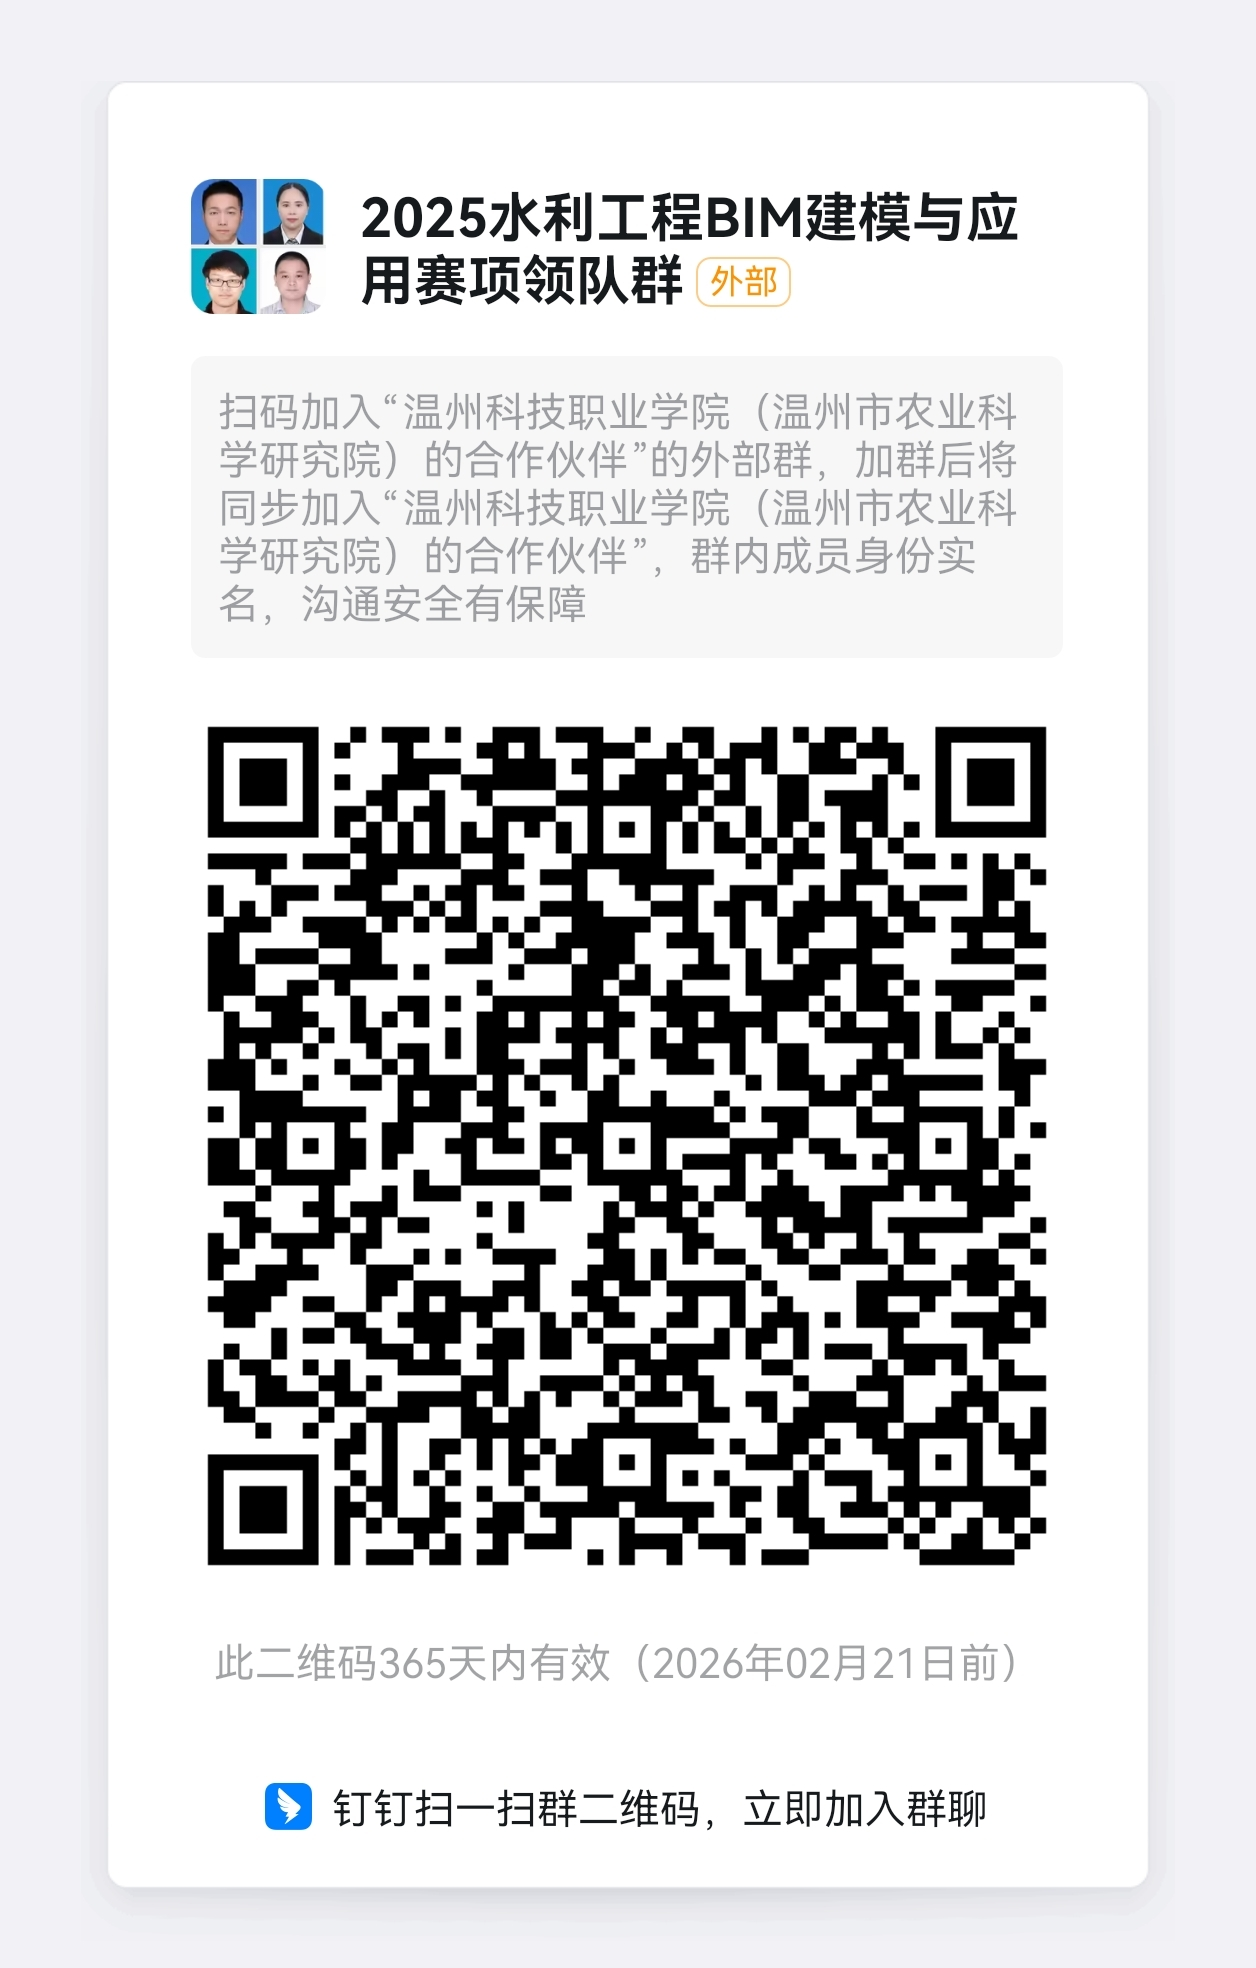 2025水利工程BIM建模与应
用赛项领队群 外部
扫码加入“温州科技职业学院（温州市农业科
学研究院）的合作伙伴”的外部群，加群后将
同步加入“温州科技职业学院（温州市农业科
学研究院）的合作伙伴”，群内成员身份实
名，沟通安全有保障
此二维码365天内有效（2026年02月21日前）
钉钉扫一扫群二维码，立即加入群聊